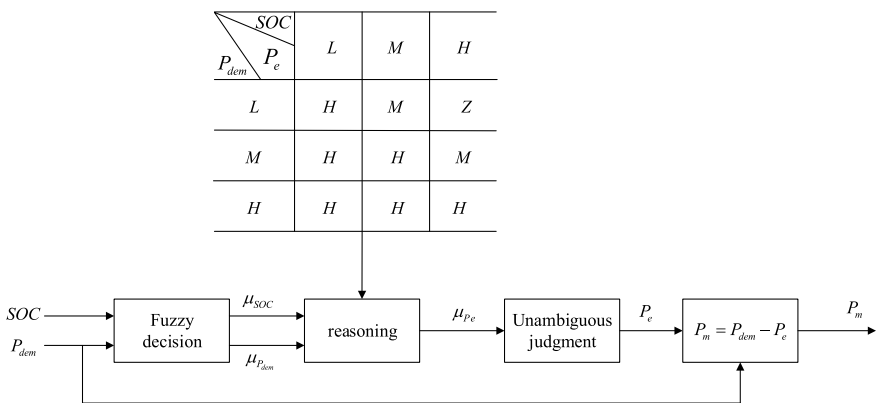 SOC
P_e
P_dem
L M H
L H M Z
M H H M
H H H H
SOC
P_dem
Fuzzy decision
μ_SOC
μ_P_dem
reasoning
μ_Pe
Unambiguous judgment
P_e
P_m = P_dem − P_e
P_m